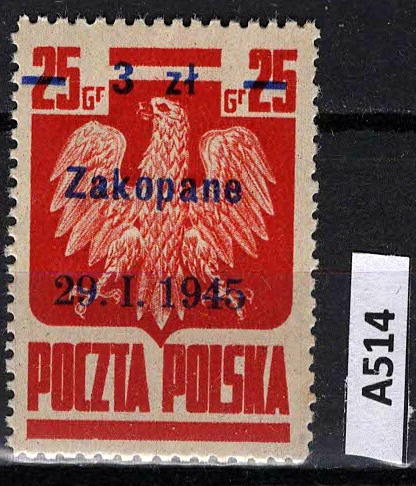 25 Gr 3 zł Gr 25
Zakopane
29. I. 1945
POCZTA POLSKA
A514